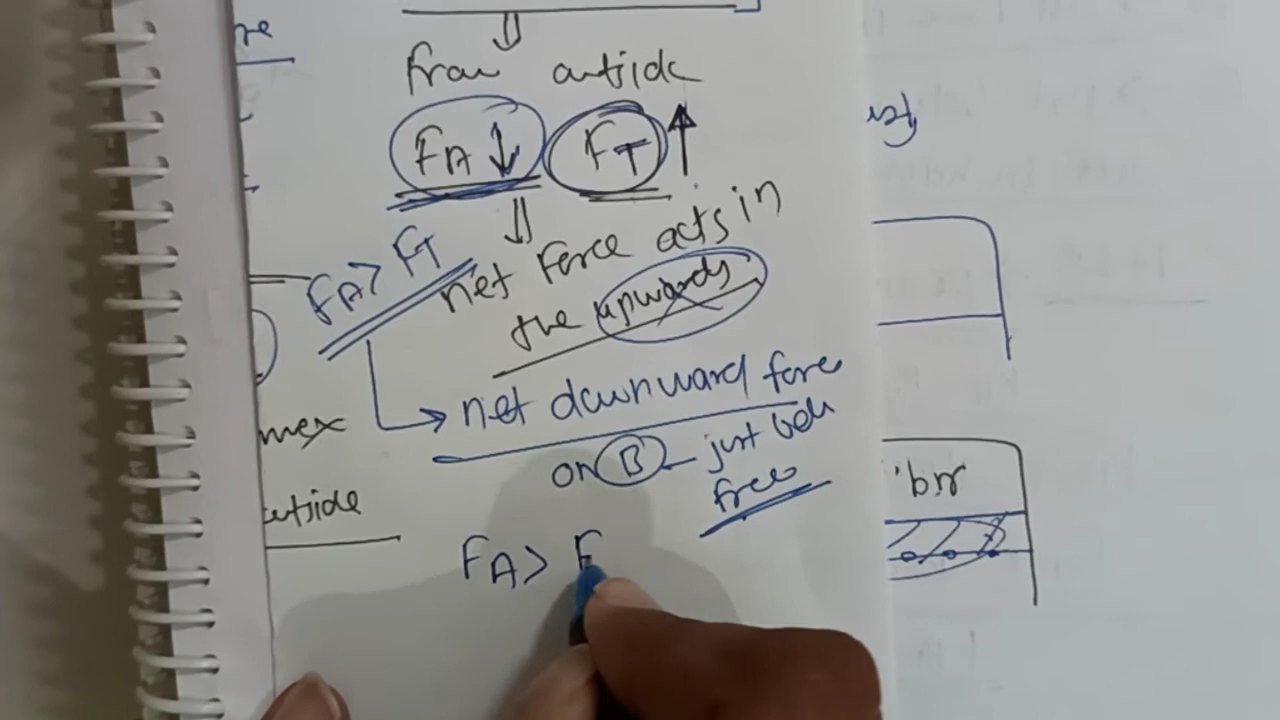 from outside
FA ↓ FT ↑
⇓
FA > FT
net Force acts in
the upwards
net downward force
on B - just
free
FA > F